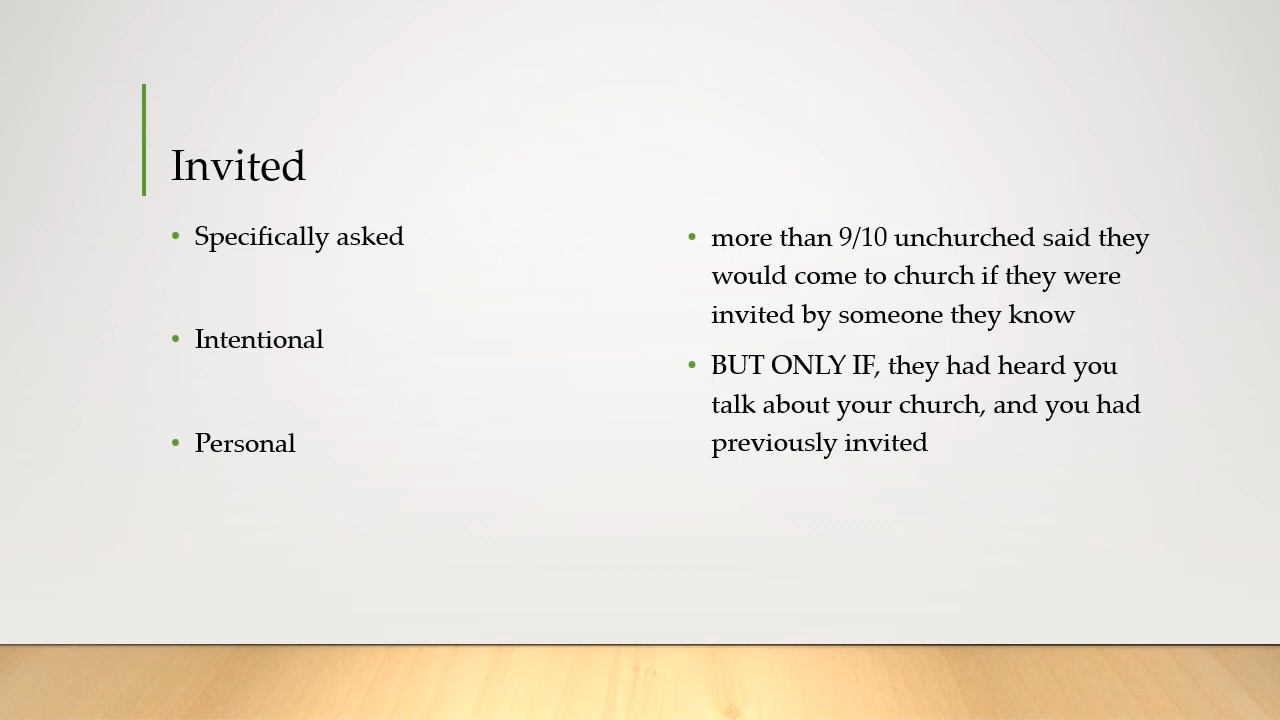 Invited
• Specifically asked
• Intentional
• Personal
• more than 9/10 unchurched said they
would come to church if they were
invited by someone they know
• BUT ONLY IF, they had heard you
talk about your church, and you had
previously invited